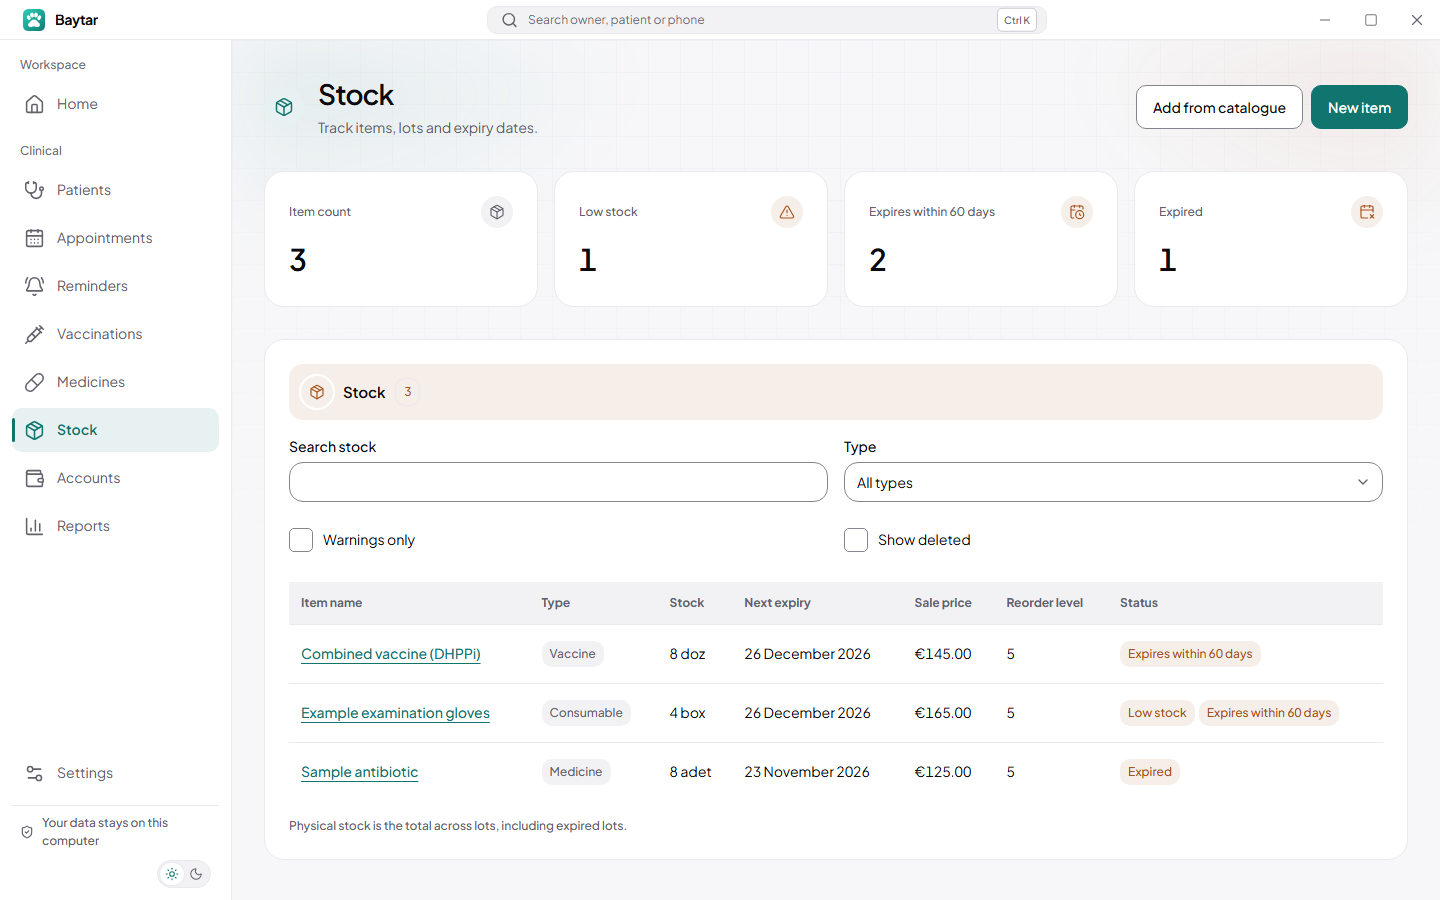 Baytar
Search owner, patient or phone
Ctrl K
Workspace
Home
Clinical
Patients
Appointments
Reminders
Vaccinations
Medicines
Stock
Accounts
Reports
Settings
Your data stays on this
computer
Stock
Track items, lots and expiry dates.
Add from catalogue
New item
Item count
3
Low stock
1
Expires within 60 days
2
Expired
1
Stock 3
Search stock
Type
All types
Warnings only
Show deleted
Item name Type Stock Next expiry Sale price Reorder level Status
Combined vaccine (DHPPi) Vaccine 8 doz 26 December 2026 €145.00 5 Expires within 60 days
Example examination gloves Consumable 4 box 26 December 2026 €165.00 5 Low stock Expires within 60 days
Sample antibiotic Medicine 8 adet 23 November 2026 €125.00 5 Expired
Physical stock is the total across lots, including expired lots.